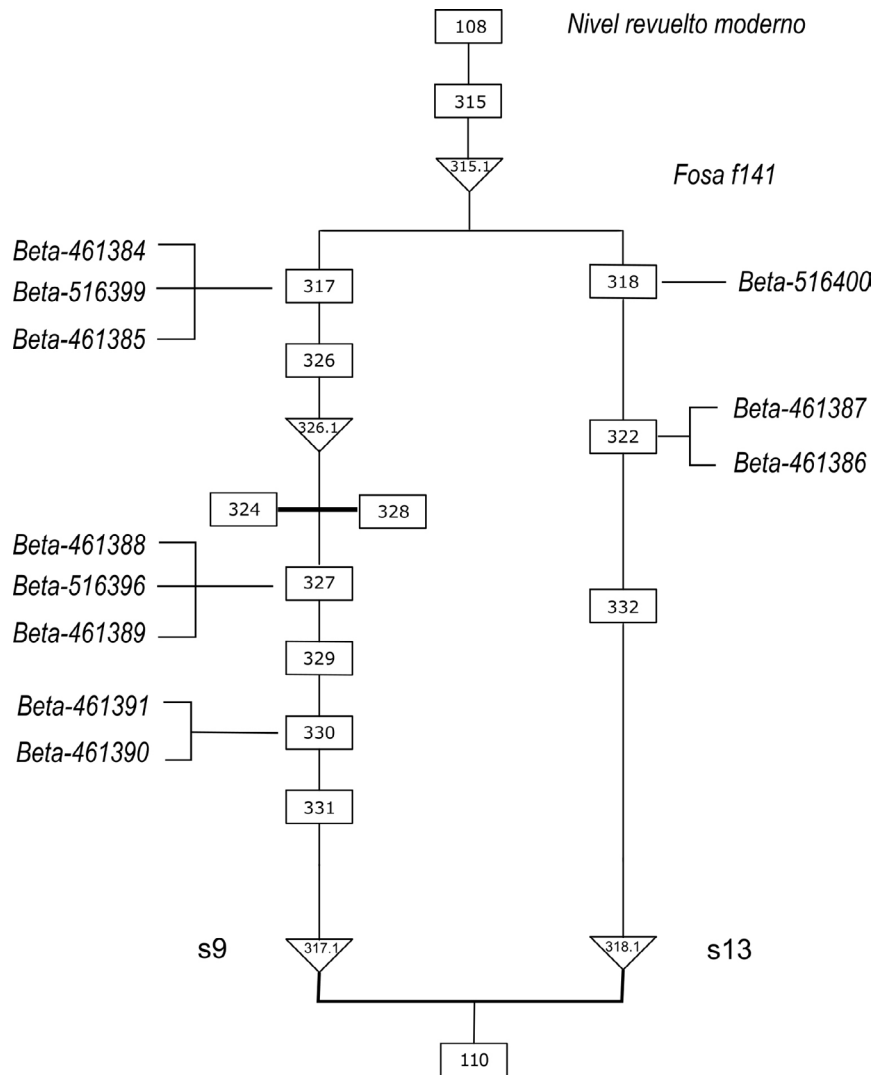 108 Nivel revuelto moderno
315
315.1
Fosa f141
Beta-461384
Beta-516399 317
Beta-461385
318 Beta-516400
326
326.1
Beta-461387
322
Beta-461386
324 328
Beta-461388
Beta-516396 327
Beta-461389
332
329
Beta-461391
330
Beta-461390
331
s9 317.1 318.1 s13
110